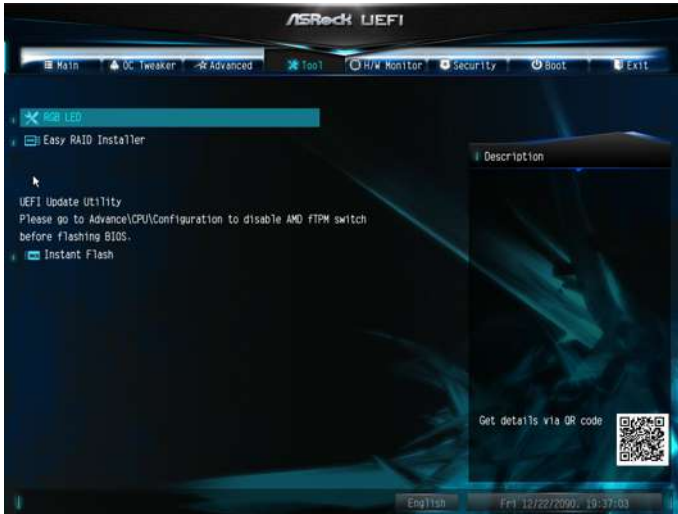 ASRock UEFI
Main OC Tweaker Advanced Tool H/W Monitor Security Boot Exit
RGB LED
Easy RAID Installer
Description
UEFI Update Utility
Please go to Advance\CPU\Configuration to disable AMD fTPM switch
before flashing BIOS.
Instant Flash
Get details via QR code
English Fri 12/22/2090. 19:37:03